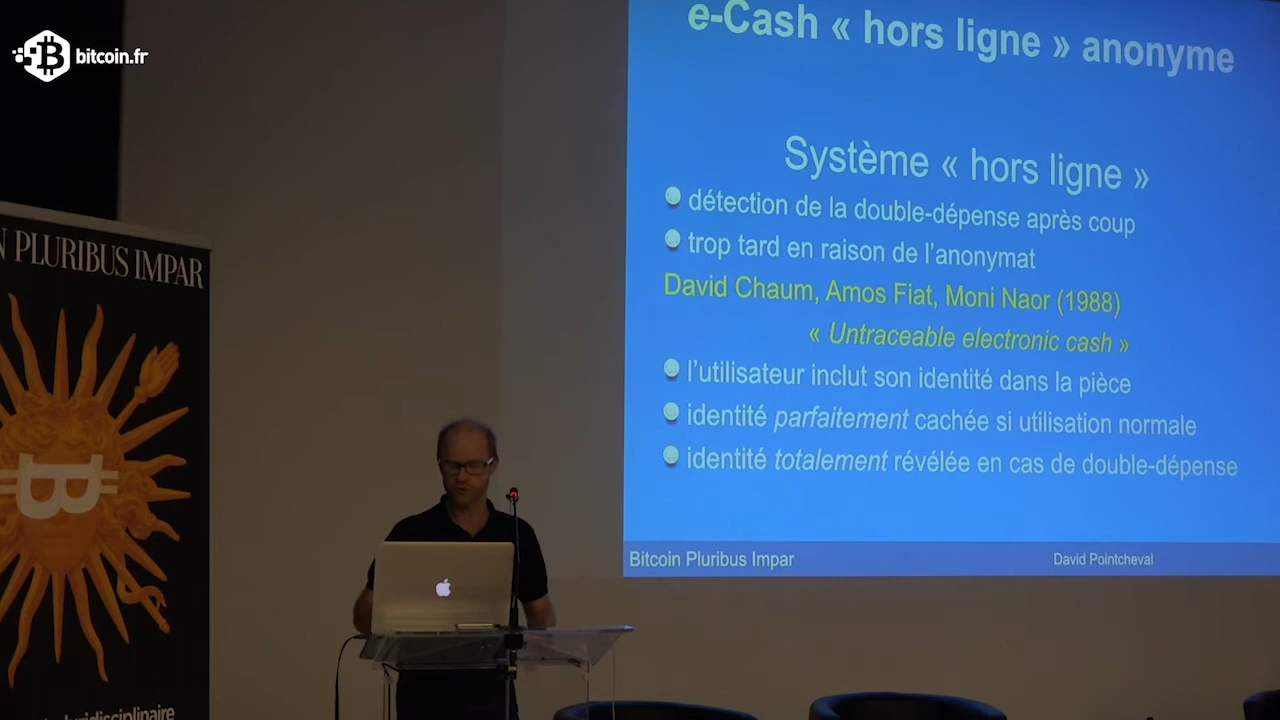 bitcoin.fr
e-Cash « hors ligne » anonyme
Système « hors ligne »
détection de la double-dépense après coup
trop tard en raison de l'anonymat
David Chaum, Amos Fiat, Moni Naor (1988)
« Untraceable electronic cash »
l'utilisateur inclut son identité dans la pièce
identité parfaitement cachée si utilisation normale
identité totalement révélée en cas de double-dépense
Bitcoin Pluribus Impar
David Pointcheval
N PLURIBUS IMPAR
pluridisciplinaire